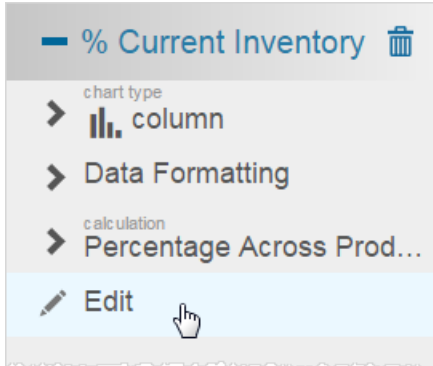 % Current Inventory
chart type
column
Data Formatting
calculation
Percentage Across Prod...
Edit